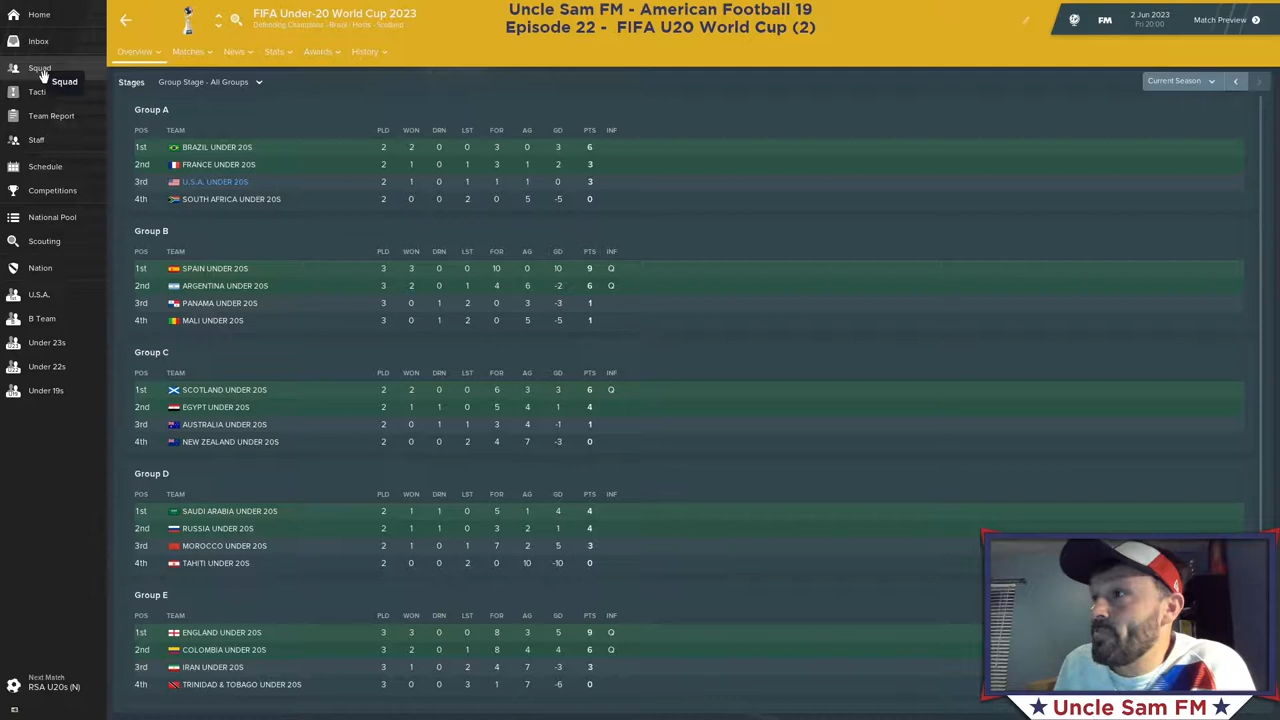 Home
Inbox
Squad
Squad
Tacti
Team Report
Staff
Schedule
Competitions
National Pool
Scouting
Nation
U.S.A.
B Team
Under 23s
Under 22s
Under 19s
Next Match
RSA U20s (N)
FIFA Under-20 World Cup 2023
Uncle Sam FM - American Football 19
Episode 22 - FIFA U20 World Cup (2)
FM
2 Jun 2023
Fri 20:00
Match Preview
Overview Matches News Stats Awards History
Stages Group Stage - All Groups
Current Season
Group A
POS TEAM PLD WON DRN LST FOR AG GD PTS INF
1st BRAZIL UNDER 20S 2 2 0 0 3 0 3 6
2nd FRANCE UNDER 20S 2 1 0 1 3 1 2 3
3rd U.S.A. UNDER 20S 2 1 0 1 1 1 0 3
4th SOUTH AFRICA UNDER 20S 2 0 0 2 0 5 -5 0
Group B
POS TEAM PLD WON DRN LST FOR AG GD PTS INF
1st SPAIN UNDER 20S 3 3 0 0 10 0 10 9 Q
2nd ARGENTINA UNDER 20S 3 2 0 1 4 6 -2 6 Q
3rd PANAMA UNDER 20S 3 0 1 2 0 3 -3 1
4th MALI UNDER 20S 3 0 1 2 0 5 -5 1
Group C
POS TEAM PLD WON DRN LST FOR AG GD PTS INF
1st SCOTLAND UNDER 20S 2 2 0 0 6 3 3 6 Q
2nd EGYPT UNDER 20S 2 1 1 0 5 4 1 4
3rd AUSTRALIA UNDER 20S 2 0 1 1 3 4 -1 1
4th NEW ZEALAND UNDER 20S 2 0 0 2 4 7 -3 0
Group D
POS TEAM PLD WON DRN LST FOR AG GD PTS INF
1st SAUDI ARABIA UNDER 20S 2 1 1 0 5 1 4 4
2nd RUSSIA UNDER 20S 2 1 1 0 3 2 1 4
3rd MOROCCO UNDER 20S 2 1 0 1 7 2 5 3
4th TAHITI UNDER 20S 2 0 0 2 0 10 -10 0
Group E
POS TEAM PLD WON DRN LST FOR AG GD PTS INF
1st ENGLAND UNDER 20S 3 3 0 0 8 3 5 9 Q
2nd COLOMBIA UNDER 20S 3 2 0 1 8 4 4 6 Q
3rd IRAN UNDER 20S 3 1 0 2 4 7 -3 3
4th TRINIDAD & TOBAGO UNDER 20S 3 0 0 3 1 7 -6 0
Uncle Sam FM